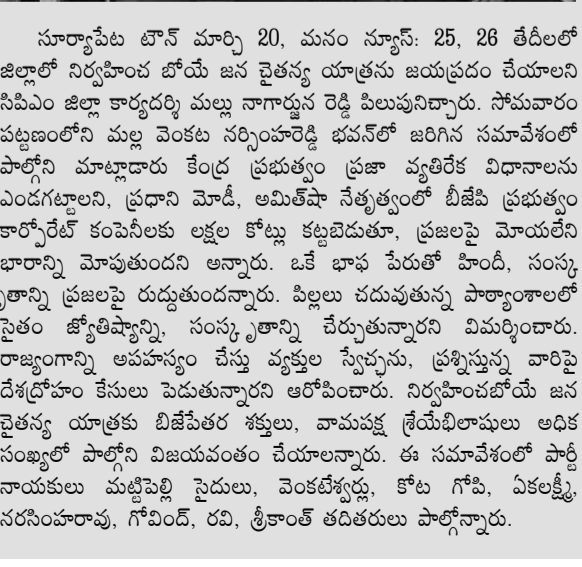 సూర్యాపేట టౌన్ మార్చి 20, మనం న్యూస్: 25, 26 తేదీలలో
జిల్లాలో నిర్వహించ బోయే జన చైతన్య యాత్రను జయప్రదం చేయాలని
సిపిఎం జిల్లా కార్యదర్శి మల్లు నాగార్జున రెడ్డి పిలుపునిచ్చారు. సోమవారం
పట్టణంలోని మల్ల వెంకట నర్సింహరెడ్డి భవన్‌లో జరిగిన సమావేశంలో
పాల్గోని మాట్లాడారు కేంద్ర ప్రభుత్వం ప్రజా వ్యతిరేక విధానాలను
ఎండగట్టాలని, ప్రధాని మోడీ, అమిత్‌షా నేతృత్వంలో బీజేపి ప్రభుత్వం
కార్పోరేట్ కంపెనీలకు లక్షల కోట్లు కట్టబెడుతూ, ప్రజలపై మోయలేని
భారాన్ని మోపుతుందని అన్నారు. ఒకే భాష పేరుతో హిందీ, సంస్క
ృతాన్ని ప్రజలపై రుద్దుతుందన్నారు. పిల్లలు చదువుతున్న పాఠ్యాంశాలలో
సైతం జ్యోతిష్యాన్ని, సంస్కృతాన్ని చేర్చుతున్నారని విమర్శించారు.
రాజ్యంగాన్ని అపహస్యం చేస్తు వ్యక్తుల స్వేచ్ఛను, ప్రశ్నిస్తున్న వారిపై
దేశద్రోహం కేసులు పెడుతున్నారని ఆరోపించారు. నిర్వహించబోయే జన
చైతన్య యాత్రకు బిజేపేతర శక్తులు, వామపక్ష శ్రేయేభిలాషులు అధిక
సంఖ్యలో పాల్గోని విజయవంతం చేయాలన్నారు. ఈ సమావేశంలో పార్టీ
నాయకులు మట్టిపెల్లి సైదులు, వెంకటేశ్వర్లు, కోట గోపి, ఏకలక్ష్మీ,
నరసింహరావు, గోవింద్, రవి, శ్రీకాంత్ తదితరులు పాల్గోన్నారు.